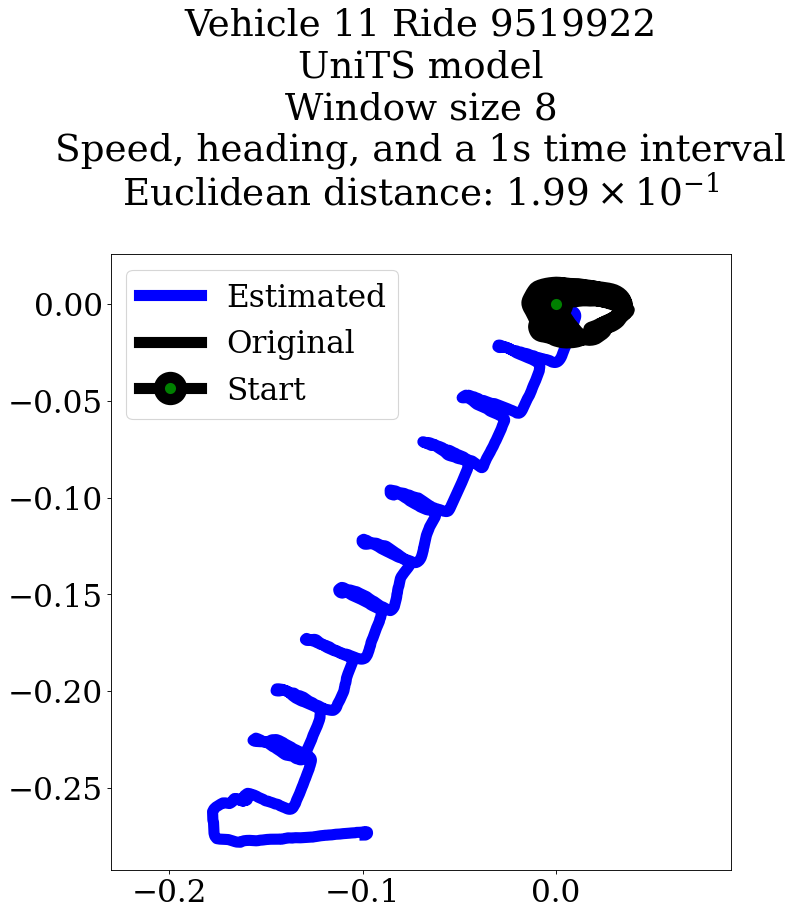 Vehicle 11 Ride 9519922
UniTS model
Window size 8
Speed, heading, and a 1s time interval
Euclidean distance: 1.99 × 10⁻¹
Estimated
Original
Start
0.00
−0.05
−0.10
−0.15
−0.20
−0.25
−0.2
−0.1
0.0